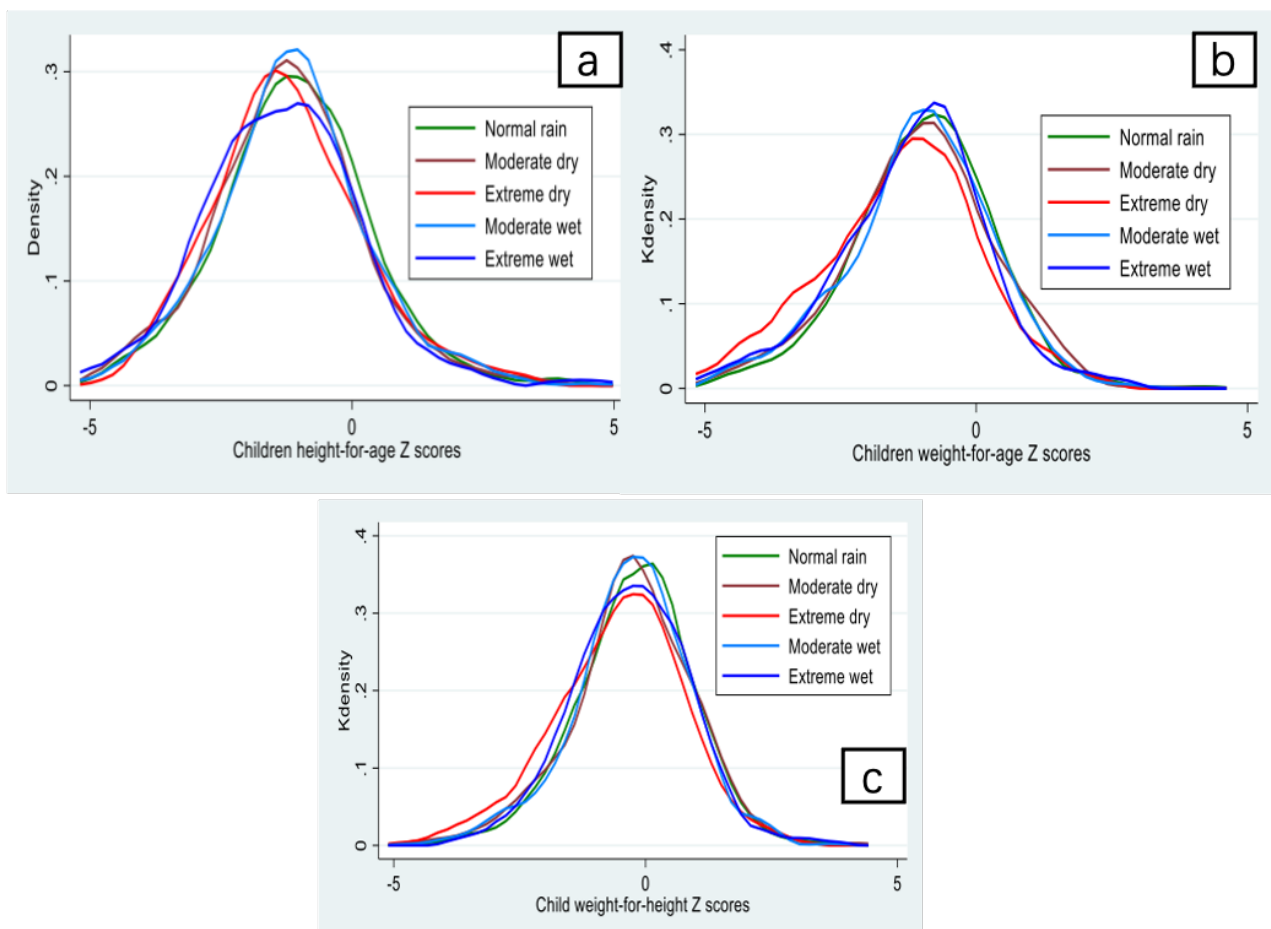 a
Density
0
.1
.2
.3
Normal rain
Moderate dry
Extreme dry
Moderate wet
Extreme wet
-5
0
5
Children height-for-age Z scores
b
Kdensity
0
.1
.2
.3
.4
Normal rain
Moderate dry
Extreme dry
Moderate wet
Extreme wet
-5
0
5
Children weight-for-age Z scores
c
Kdensity
0
.1
.2
.3
.4
Normal rain
Moderate dry
Extreme dry
Moderate wet
Extreme wet
-5
0
5
Child weight-for-height Z scores